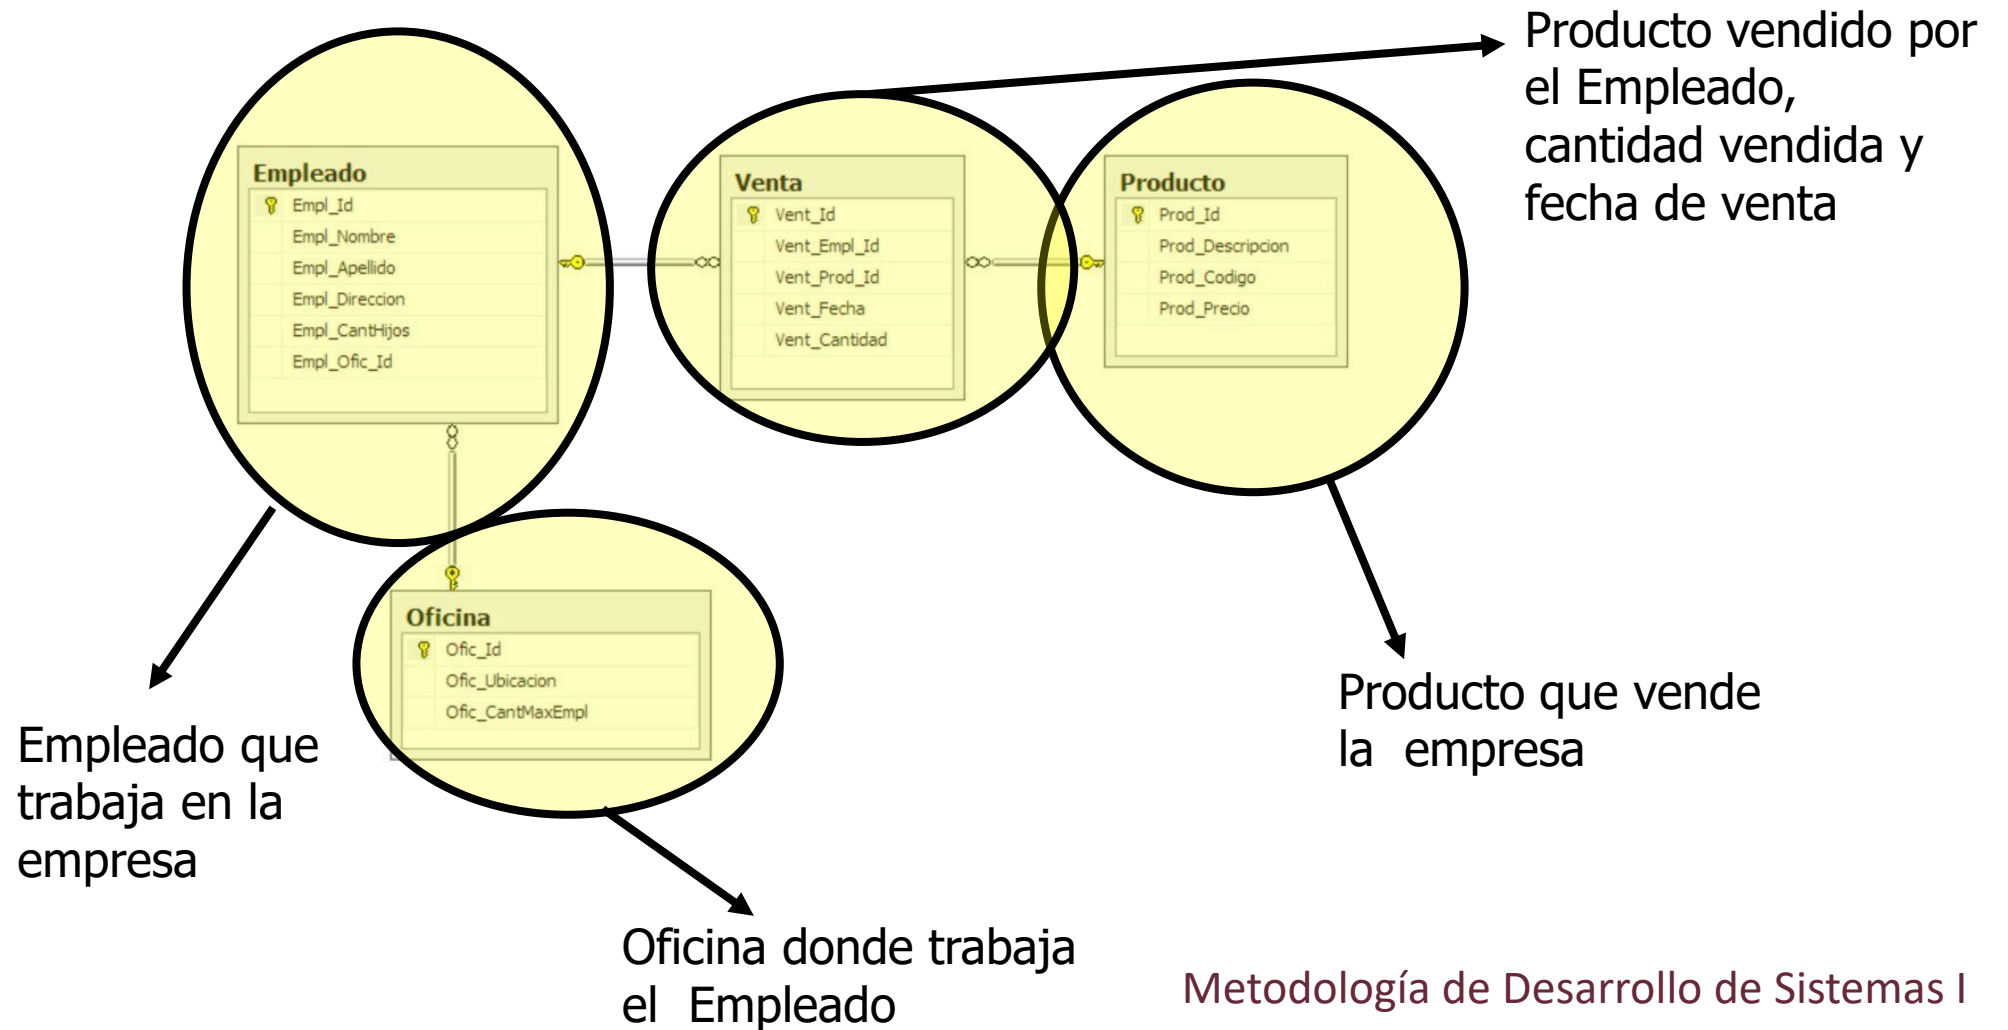 Producto vendido por
el Empleado,
cantidad vendida y
fecha de venta
Empleado
Empl_Id
Empl_Nombre
Empl_Apellido
Empl_Direccion
Empl_CantHijos
Empl_Ofic_Id
Venta
Vent_Id
Vent_Empl_Id
Vent_Prod_Id
Vent_Fecha
Vent_Cantidad
Producto
Prod_Id
Prod_Descripcion
Prod_Codigo
Prod_Precio
Oficina
Ofic_Id
Ofic_Ubicacion
Ofic_CantMaxEmpl
Empleado que
trabaja en la
empresa
Producto que vende
la empresa
Oficina donde trabaja
el Empleado
Metodología de Desarrollo de Sistemas I